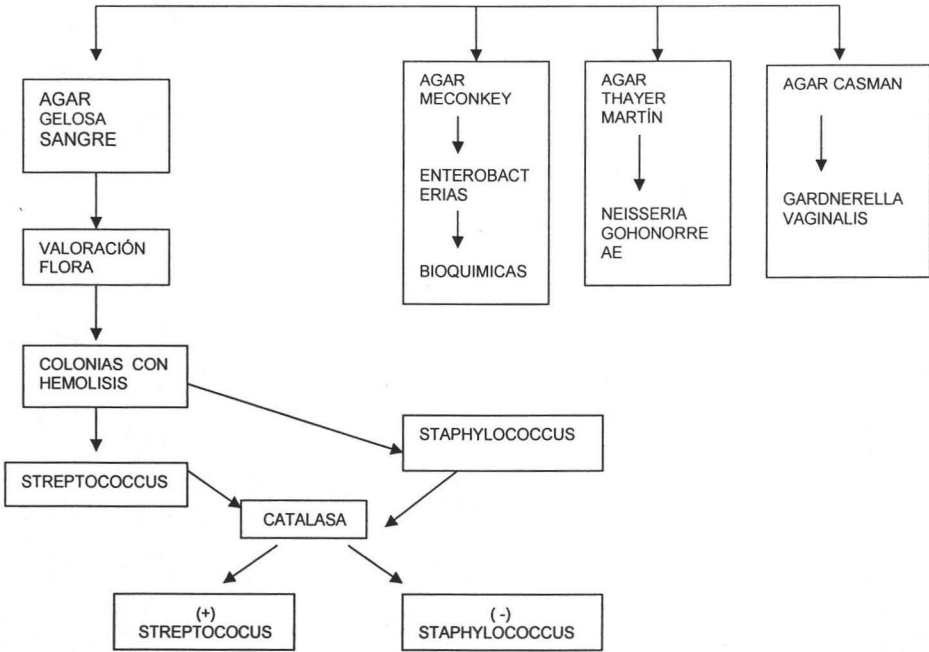 AGAR
GELOSA
SANGRE
VALORACIÓN
FLORA
COLONIAS CON
HEMOLISIS
STREPTOCOCCUS
AGAR
MECONKEY
ENTEROBACT
ERIAS
BIOQUIMICAS
AGAR
THAYER
MARTÍN
NEISSERIA
GOHONORRE
AE
AGAR CASMAN
GARDNERELLA
VAGINALIS
STAPHYLOCOCCUS
CATALASA
(+)
STREPTOCOCUS
( -)
STAPHYLOCOCCUS